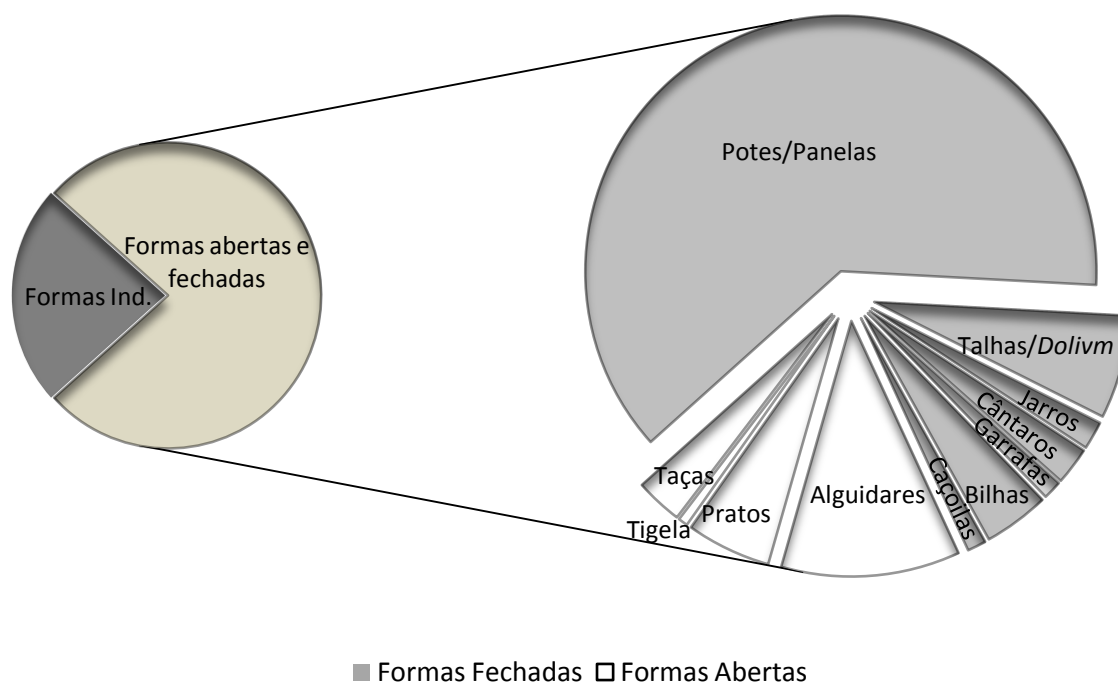 Potes/Panelas
Formas abertas e
fechadas
Formas Ind.
Talhas/Dolivm
Jarros
Cântaros
Garrafas
Bilhas
Caçoilas
Alguidares
Pratos
Tigela
Taças
Formas Fechadas Formas Abertas